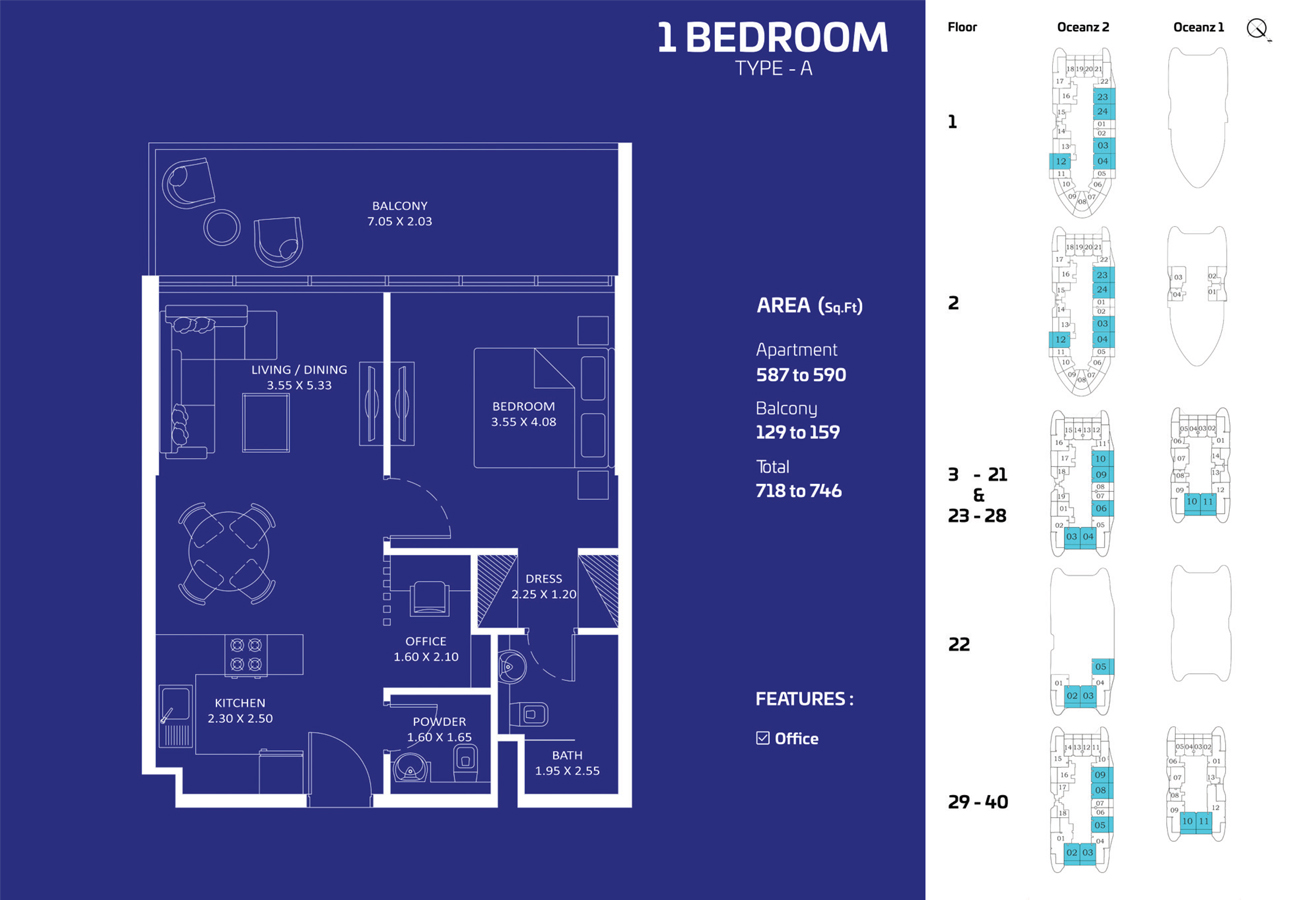 1 BEDROOM
TYPE - A
BALCONY
7.05 X 2.03
LIVING / DINING
3.55 X 5.33
BEDROOM
3.55 X 4.08
DRESS
2.25 X 1.20
OFFICE
1.60 X 2.10
KITCHEN
2.30 X 2.50
POWDER
1.60 X 1.65
BATH
1.95 X 2.55
AREA (Sq.Ft)
Apartment
587 to 590
Balcony
129 to 159
Total
718 to 746
FEATURES :
Office
Floor Oceanz 2 Oceanz 1
1
18 19 20 21
17 22
16 23
24
15 01
14 02
13 03
12 04
11 05
10 06
09 08 07
2
18 19 20 21
17 22
16 23
24
15 01
14 02
13 03
12 04
11 05
10 06
09 08 07
03 02
04 01
3 - 21
&
23 - 28
15 14 13 12
16 11
17 10
18 09
08
19 07
01 06
02 05
03 04
05 04 03 02
06 01
07 14
08 13
09 12
10 11
22
05
01 04
02 03
29 - 40
14 13 12 11
15 10
16 09
17 08
07
18 06
05
01 04
02 03
05 04 03 02
06 01
07 13
08
09 12
10 11